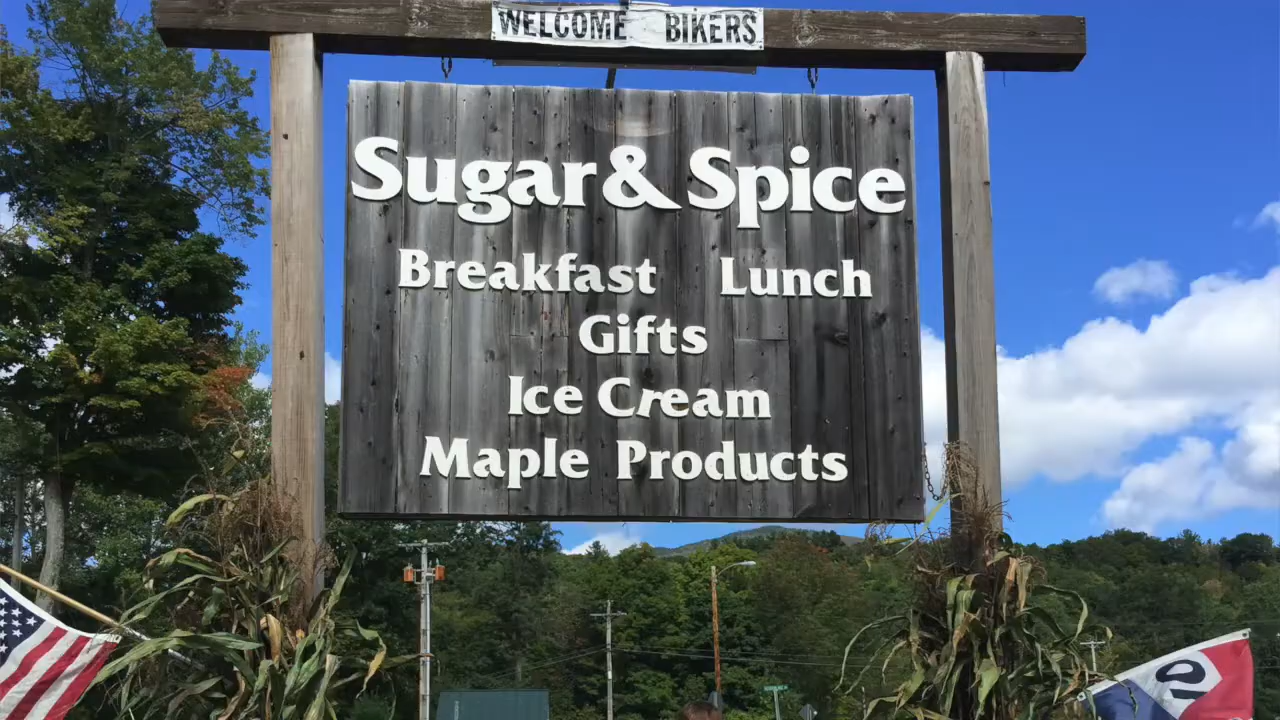 WELCOME BIKERS
Sugar & Spice
Breakfast Lunch
Gifts
Ice Cream
Maple Products